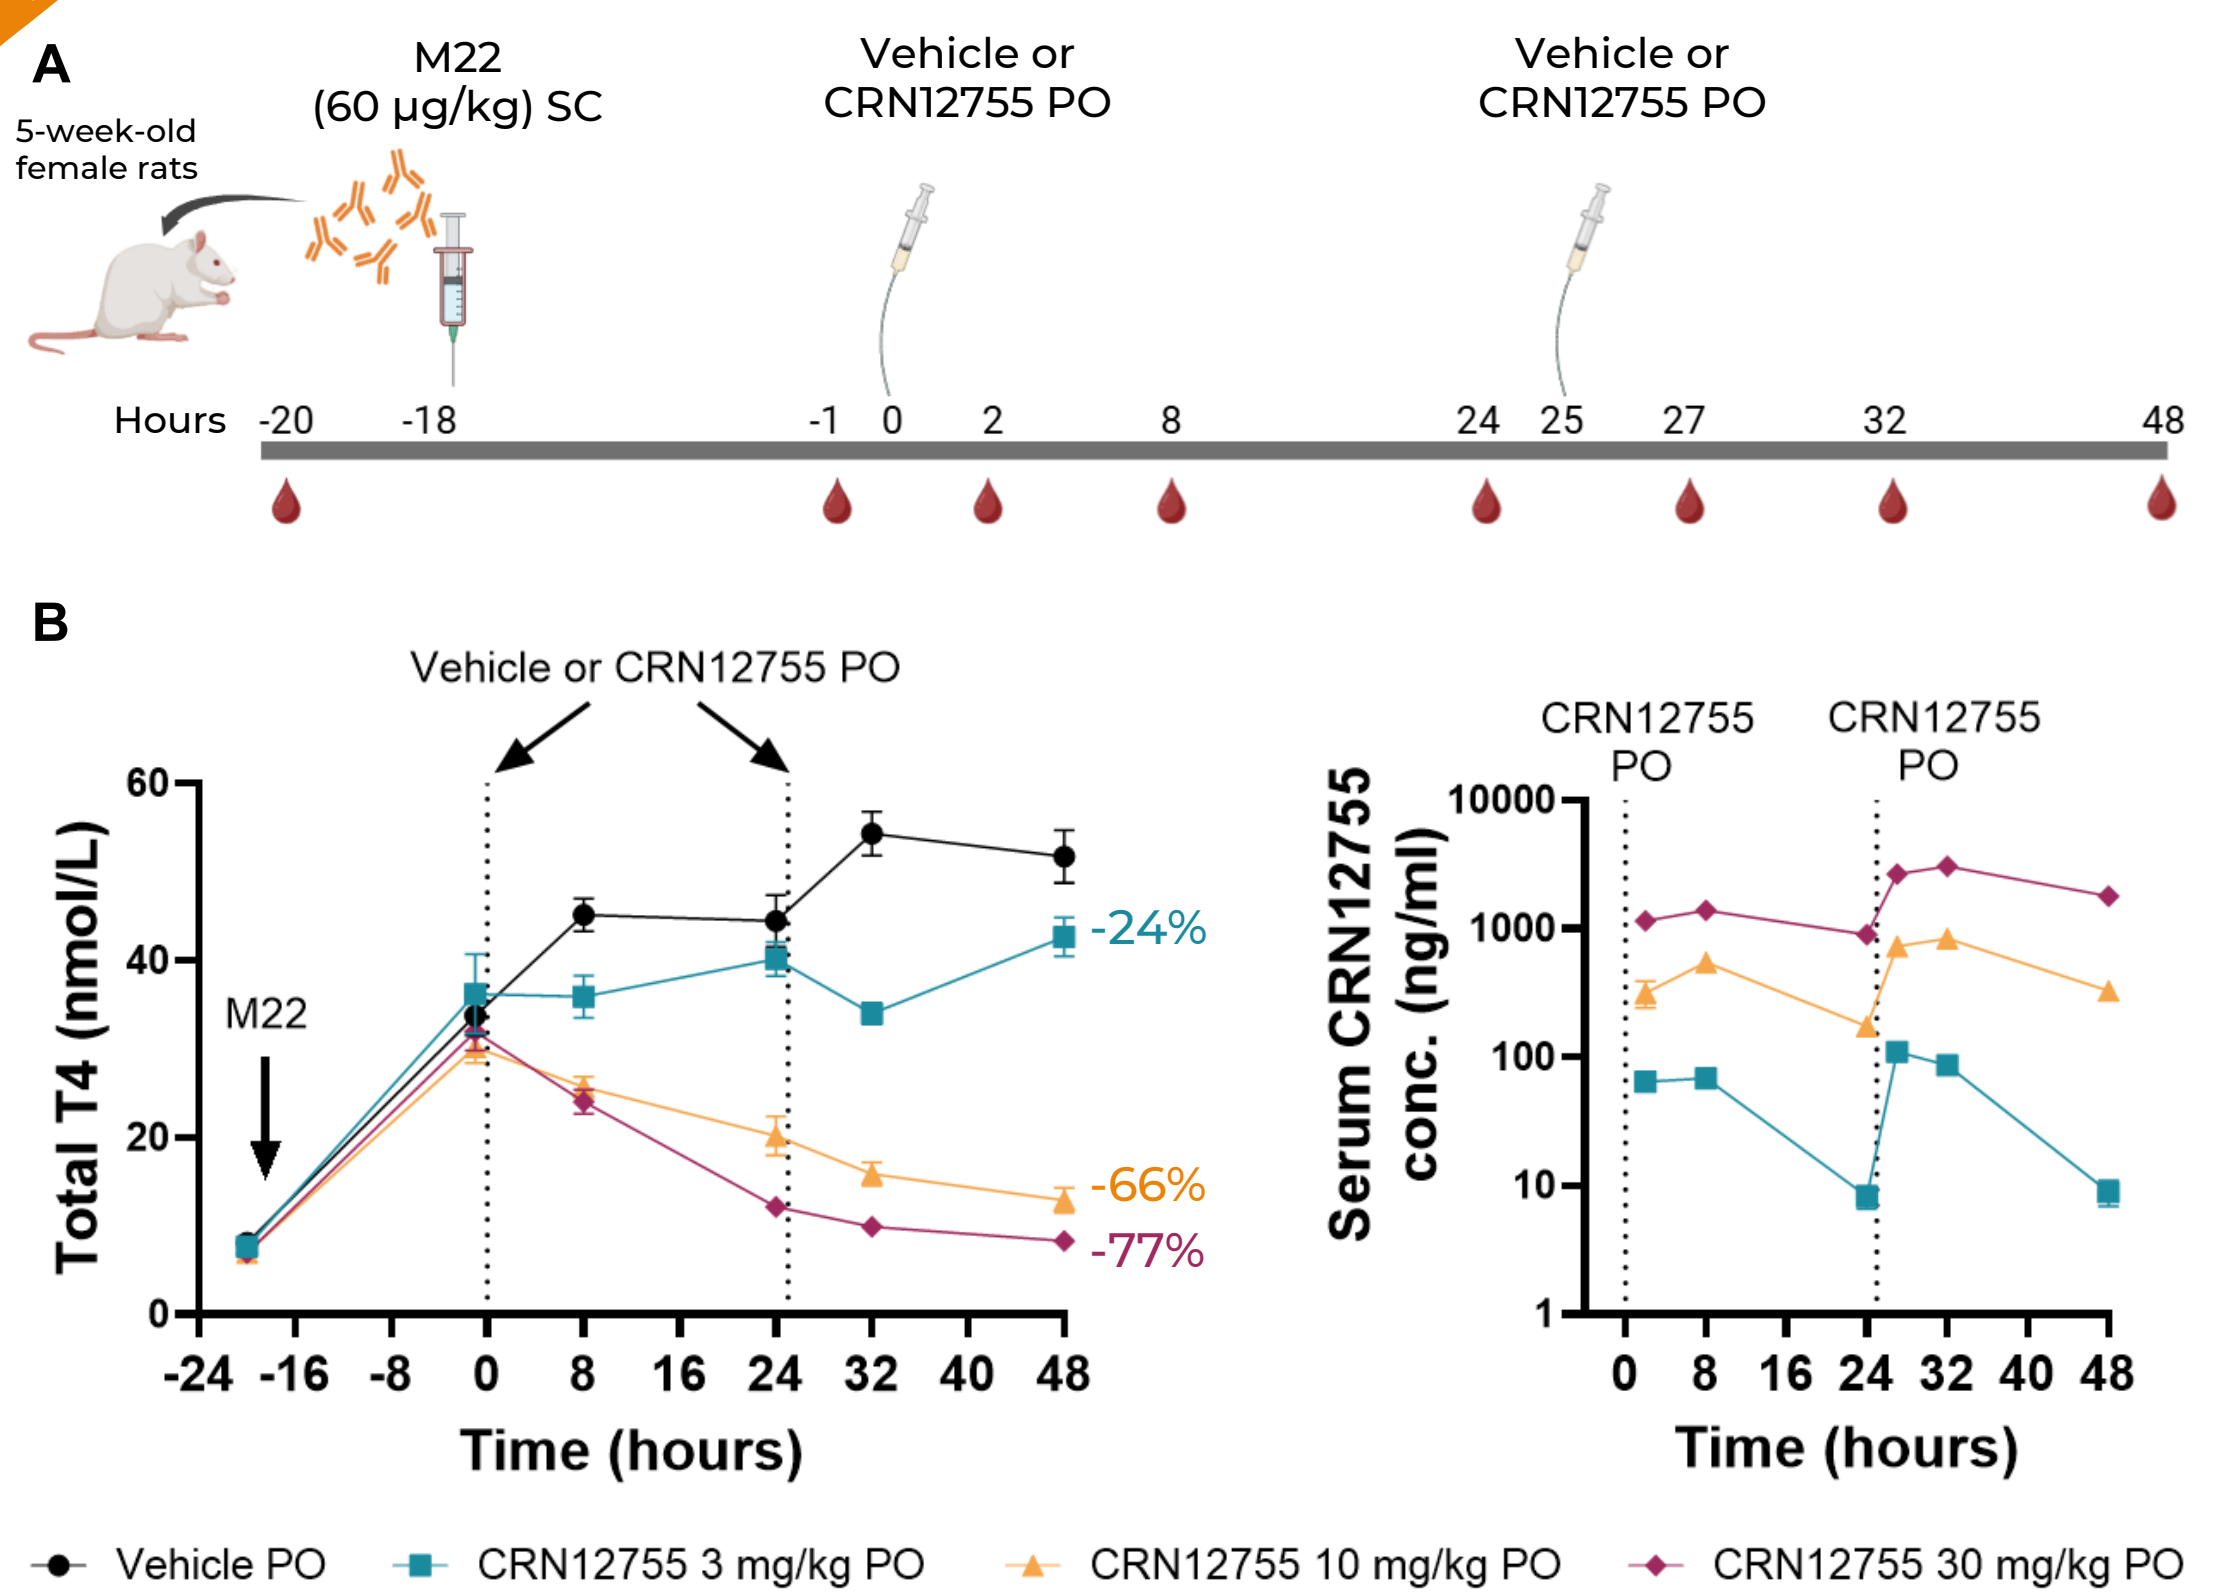 A
M22
(60 µg/kg) SC
Vehicle or
CRN12755 PO
Vehicle or
CRN12755 PO
5-week-old
female rats
Hours -20 -18 -1 0 2 8 24 25 27 32 48
B
Vehicle or CRN12755 PO
M22
Total T4 (nmol/L)
60
40
20
0
-24 -16 -8 0 8 16 24 32 40 48
Time (hours)
-24%
-66%
-77%
CRN12755
PO
CRN12755
PO
Serum CRN12755
conc. (ng/ml)
10000
1000
100
10
1
0 8 16 24 32 40 48
Time (hours)
Vehicle PO CRN12755 3 mg/kg PO CRN12755 10 mg/kg PO CRN12755 30 mg/kg PO